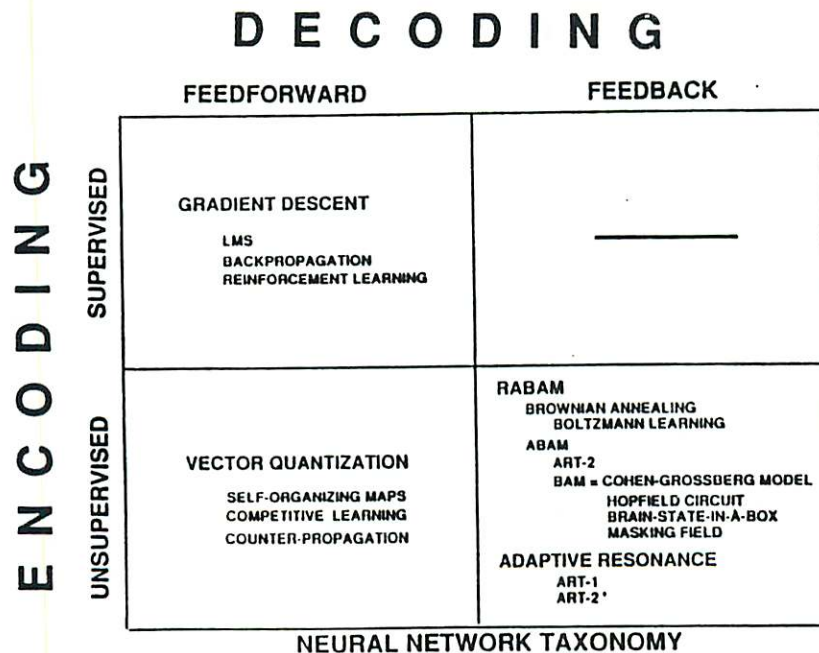 DECODING
FEEDFORWARD FEEDBACK
ENCODING
SUPERVISED
GRADIENT DESCENT
LMS
BACKPROPAGATION
REINFORCEMENT LEARNING
UNSUPERVISED
VECTOR QUANTIZATION
SELF-ORGANIZING MAPS
COMPETITIVE LEARNING
COUNTER-PROPAGATION
RABAM
BROWNIAN ANNEALING
BOLTZMANN LEARNING
ABAM
ART-2
BAM = COHEN-GROSSBERG MODEL
HOPFIELD CIRCUIT
BRAIN-STATE-IN-A-BOX
MASKING FIELD
ADAPTIVE RESONANCE
ART-1
ART-2'
NEURAL NETWORK TAXONOMY